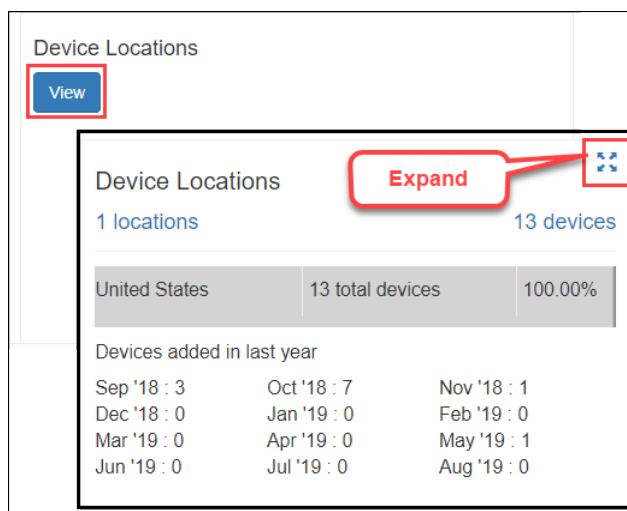 Device Locations
View
Expand
Device Locations
1 locations 13 devices
United States 13 total devices 100.00%
Devices added in last year
Sep '18 : 3 Oct '18 : 7 Nov '18 : 1
Dec '18 : 0 Jan '19 : 0 Feb '19 : 0
Mar '19 : 0 Apr '19 : 0 May '19 : 1
Jun '19 : 0 Jul '19 : 0 Aug '19 : 0